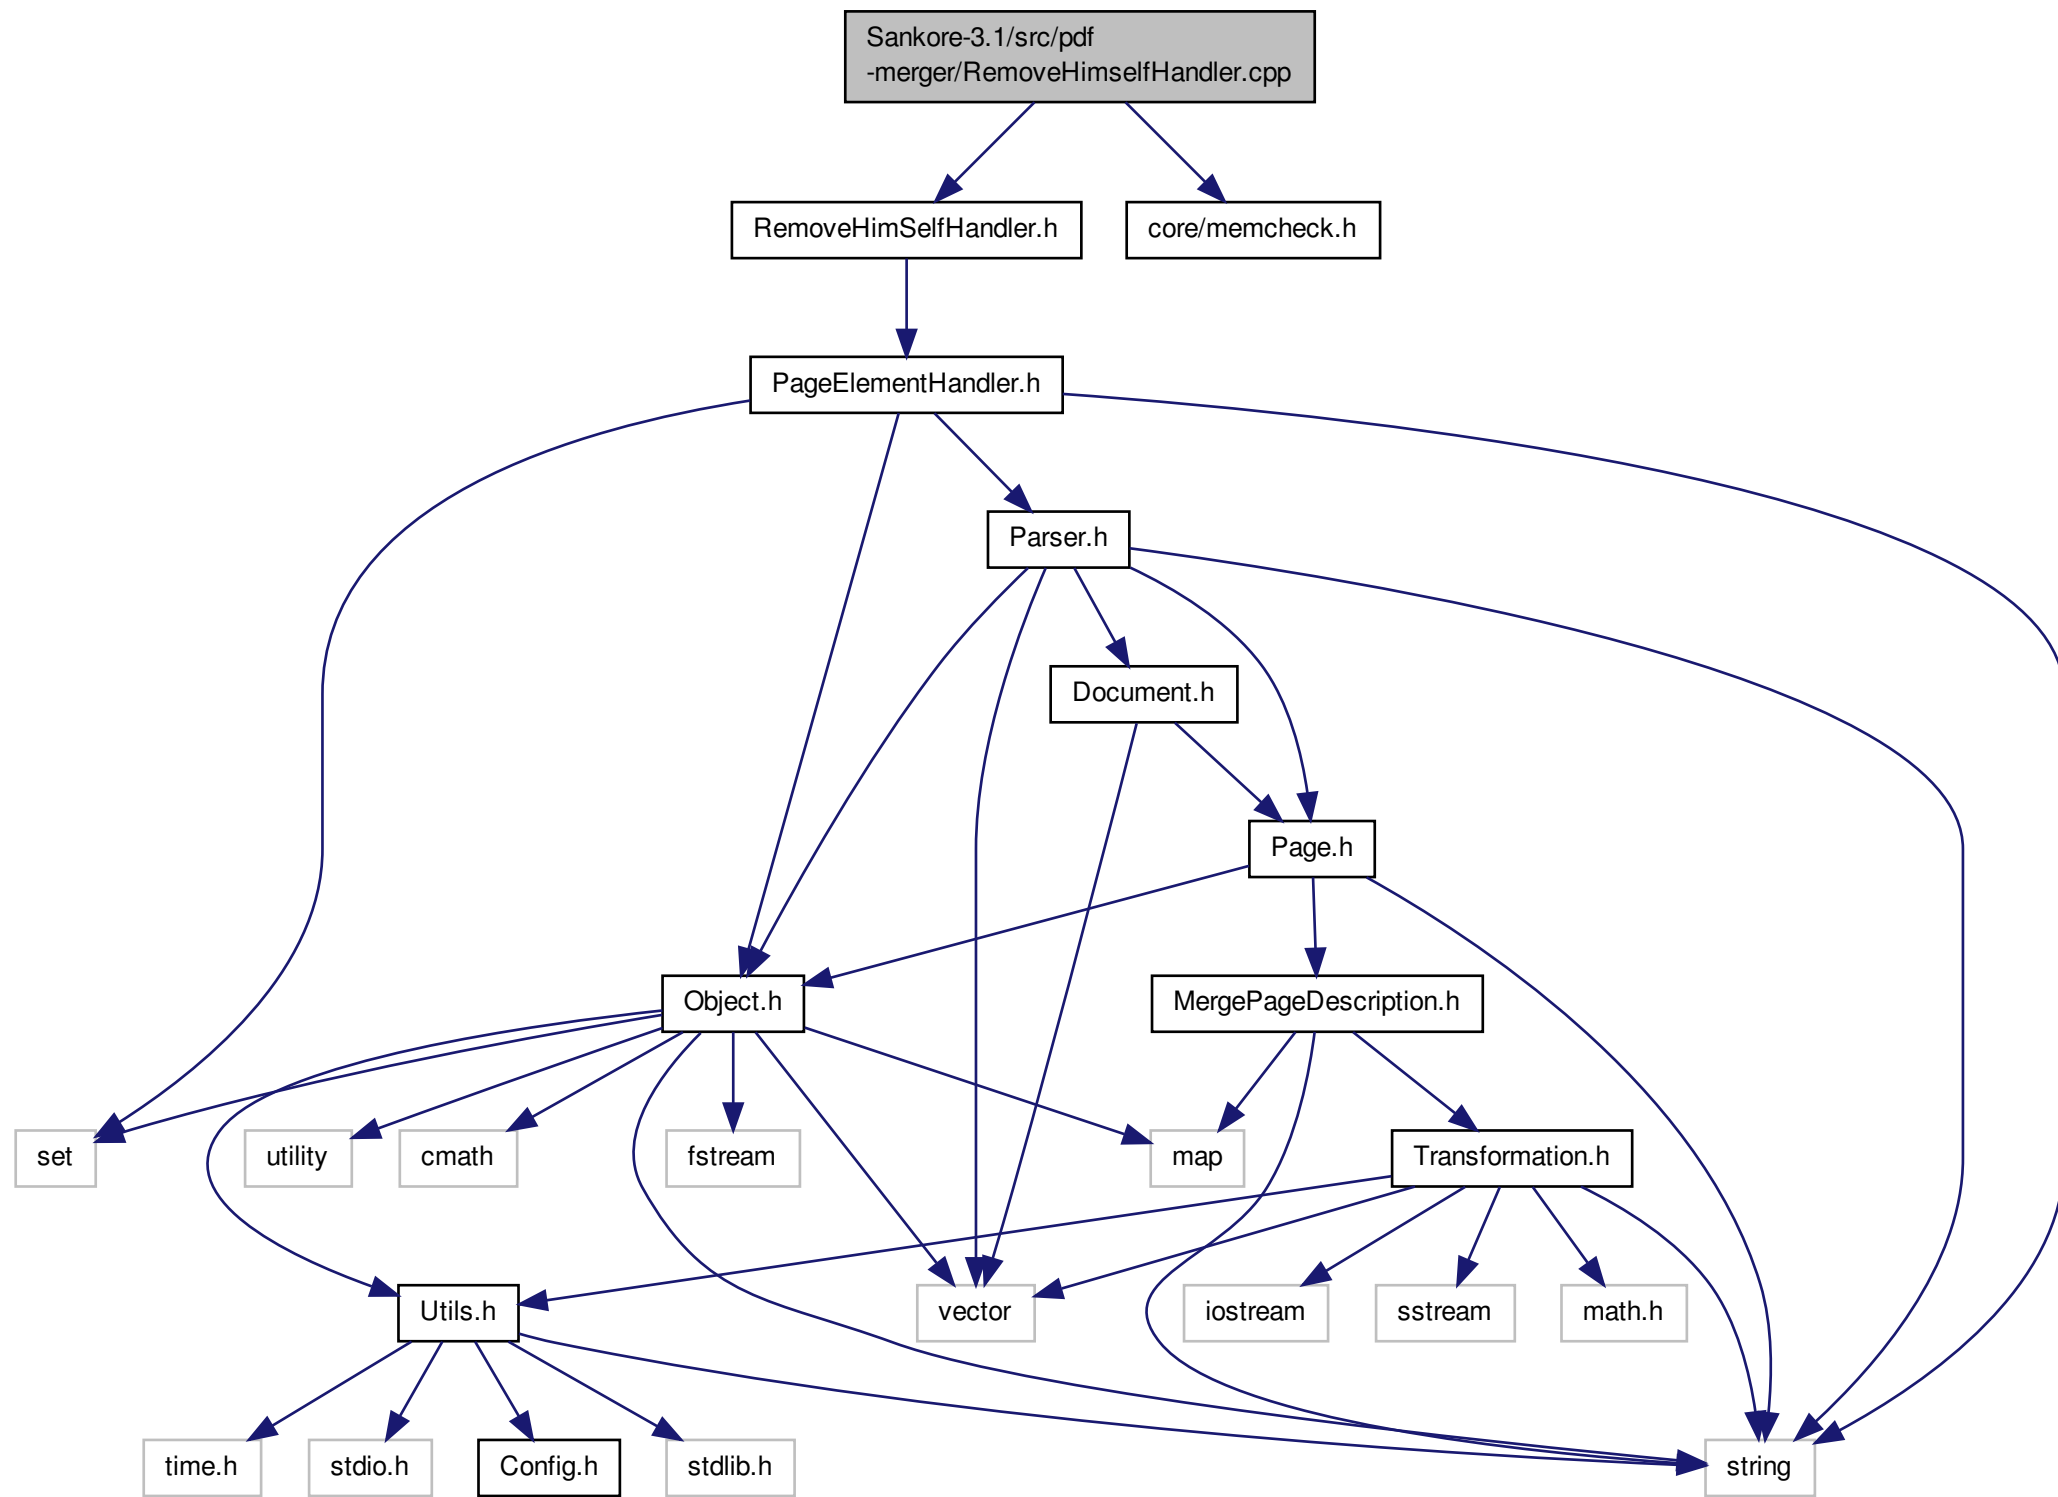 Sankore-3.1/src/pdf
-merger/RemoveHimselfHandler.cpp
RemoveHimSelfHandler.h
core/memcheck.h
PageElementHandler.h
Parser.h
Document.h
Page.h
Object.h
MergePageDescription.h
set
utility
cmath
fstream
map
Transformation.h
Utils.h
vector
iostream
sstream
math.h
time.h
stdio.h
Config.h
stdlib.h
string